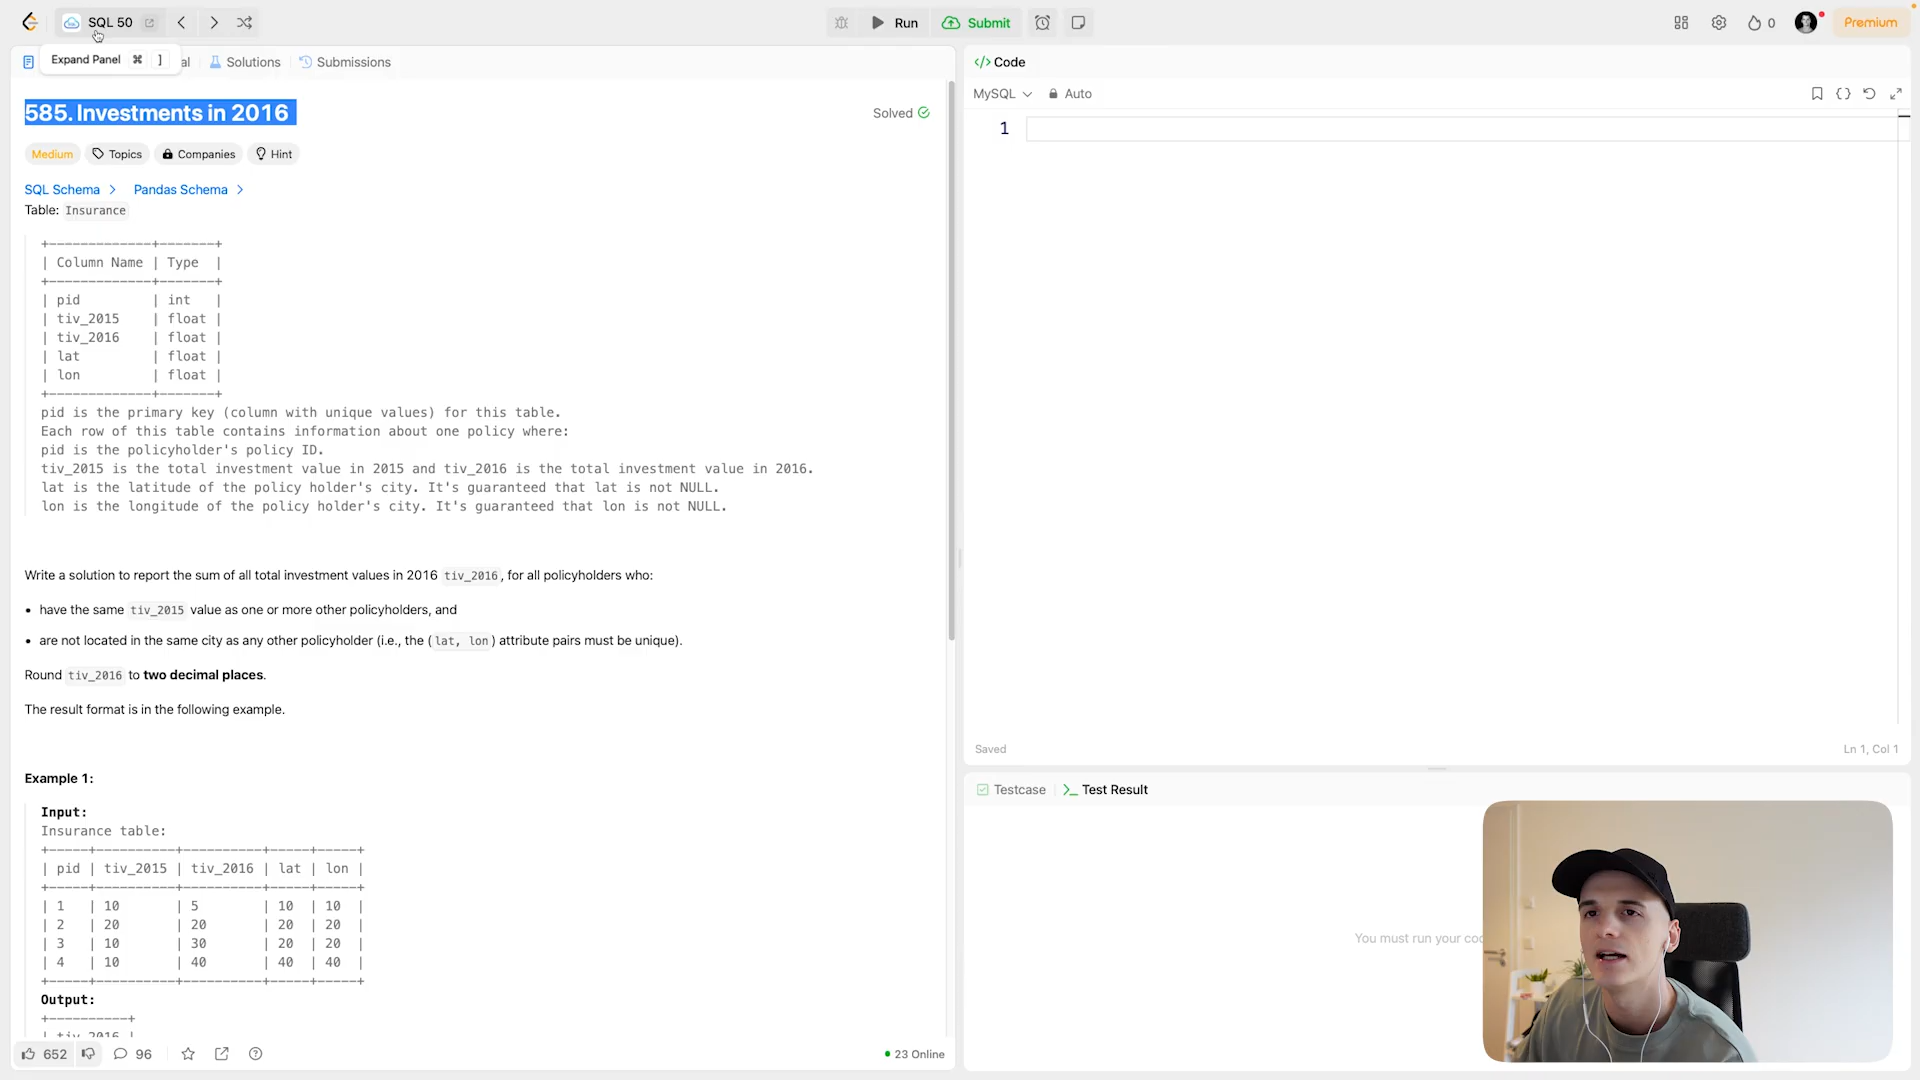 SQL 50
Run
Submit
0
Premium
Expand Panel ⌘ ]
al
Solutions
Submissions
585. Investments in 2016
Solved
Medium
Topics
Companies
Hint
SQL Schema >
Pandas Schema >
Table: Insurance
+-------------+-------+
| Column Name | Type  |
+-------------+-------+
| pid         | int   |
| tiv_2015    | float |
| tiv_2016    | float |
| lat         | float |
| lon         | float |
+-------------+-------+
pid is the primary key (column with unique values) for this table.
Each row of this table contains information about one policy where:
pid is the policyholder's policy ID.
tiv_2015 is the total investment value in 2015 and tiv_2016 is the total investment value in 2016.
lat is the latitude of the policy holder's city. It's guaranteed that lat is not NULL.
lon is the longitude of the policy holder's city. It's guaranteed that lon is not NULL.
Write a solution to report the sum of all total investment values in 2016 tiv_2016, for all policyholders who:
• have the same tiv_2015 value as one or more other policyholders, and
• are not located in the same city as any other policyholder (i.e., the (lat, lon) attribute pairs must be unique).
Round tiv_2016 to two decimal places.
The result format is in the following example.
Example 1:
Input:
Insurance table:
+-----+----------+----------+-----+-----+
| pid | tiv_2015 | tiv_2016 | lat | lon |
+-----+----------+----------+-----+-----+
| 1   | 10       | 5        | 10  | 10  |
| 2   | 20       | 20       | 20  | 20  |
| 3   | 10       | 30       | 20  | 20  |
| 4   | 10       | 40       | 40  | 40  |
+-----+----------+----------+-----+-----+
Output:
+----------+
| tiv_2016 |
652
96
23 Online
</> Code
MySQL
Auto
1
Saved
Ln 1, Col 1
Testcase
Test Result
You must run your